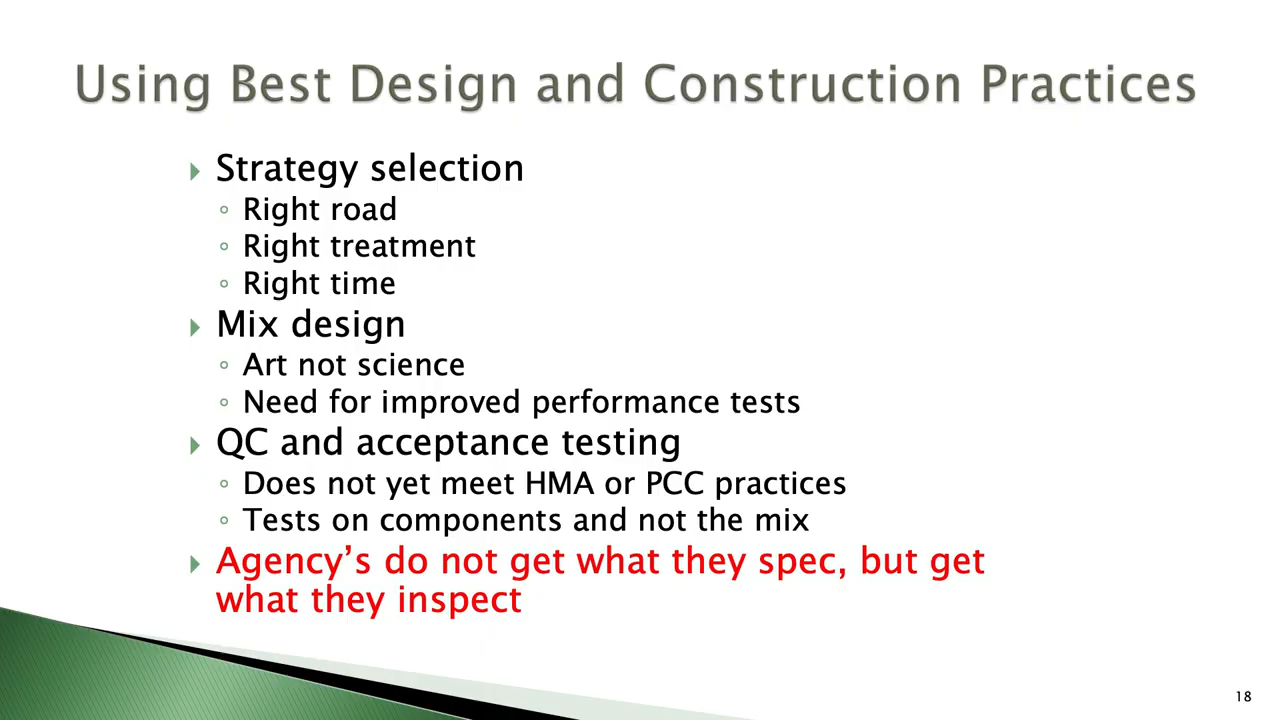 Using Best Design and Construction Practices
Strategy selection
Right road
Right treatment
Right time
Mix design
Art not science
Need for improved performance tests
QC and acceptance testing
Does not yet meet HMA or PCC practices
Tests on components and not the mix
Agency’s do not get what they spec, but get
what they inspect
18